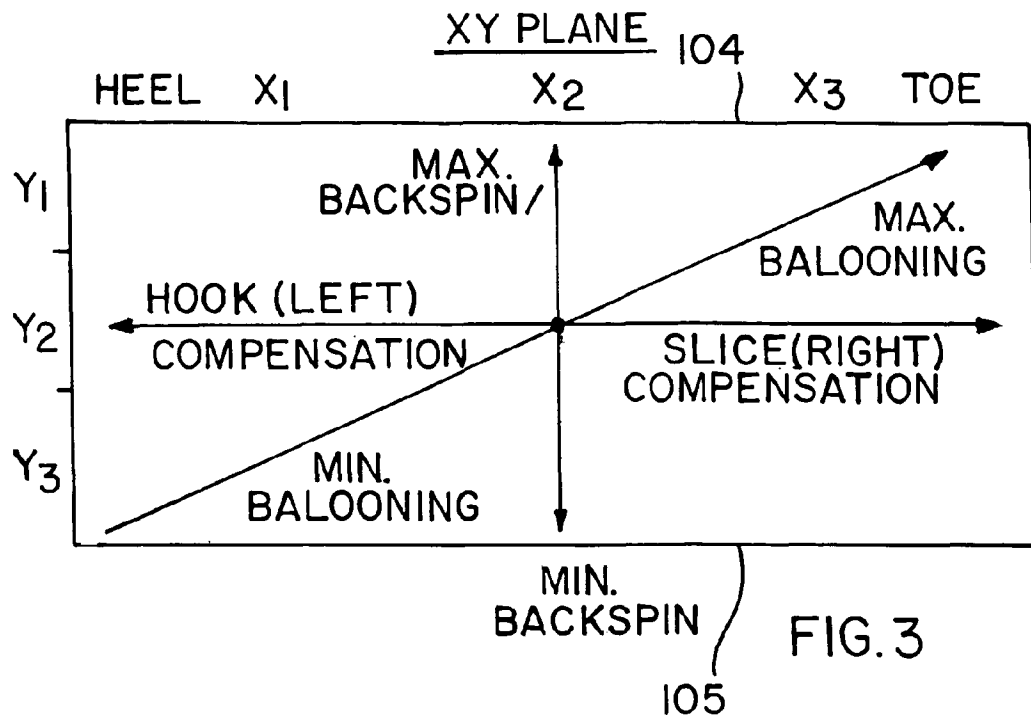 XY PLANE
104
HEEL X1 X2 X3 TOE
Y1
MAX.
BACKSPIN/
MAX.
BALOONING
HOOK (LEFT)
COMPENSATION
Y2
SLICE(RIGHT)
COMPENSATION
Y3
MIN.
BALOONING
MIN.
BACKSPIN
FIG. 3
105